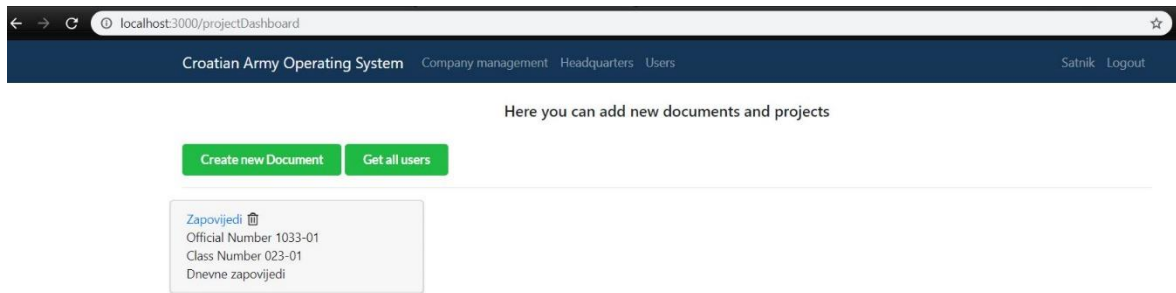 localhost:3000/projectDashboard
Croatian Army Operating System Company management Headquarters Users Satnik Logout
Here you can add new documents and projects
Create new Document Get all users
Zapovijedi
Official Number 1033-01
Class Number 023-01
Dnevne zapovijedi